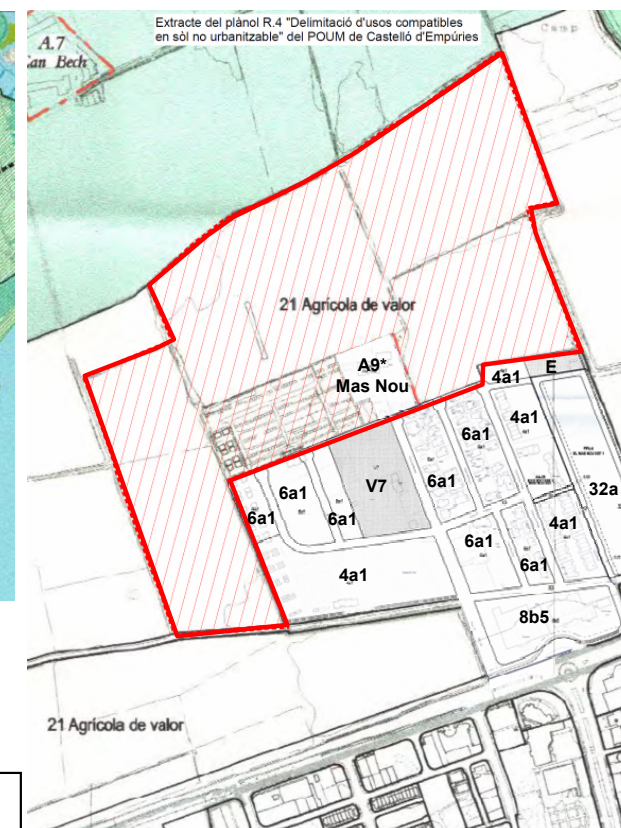 Extracte del plànol R.4 "Delimitació d'usos compatibles
en sòl no urbanitzable" del POUM de Castelló d'Empúries
A.7
Can Bech
21 Agrícola de valor
A9*
Mas Nou
E
4a1
4a1
6a1
6a1
V7
6a1
6a1
6a1
32a
4a1
6a1
6a1
4a1
8b5
21 Agrícola de valor